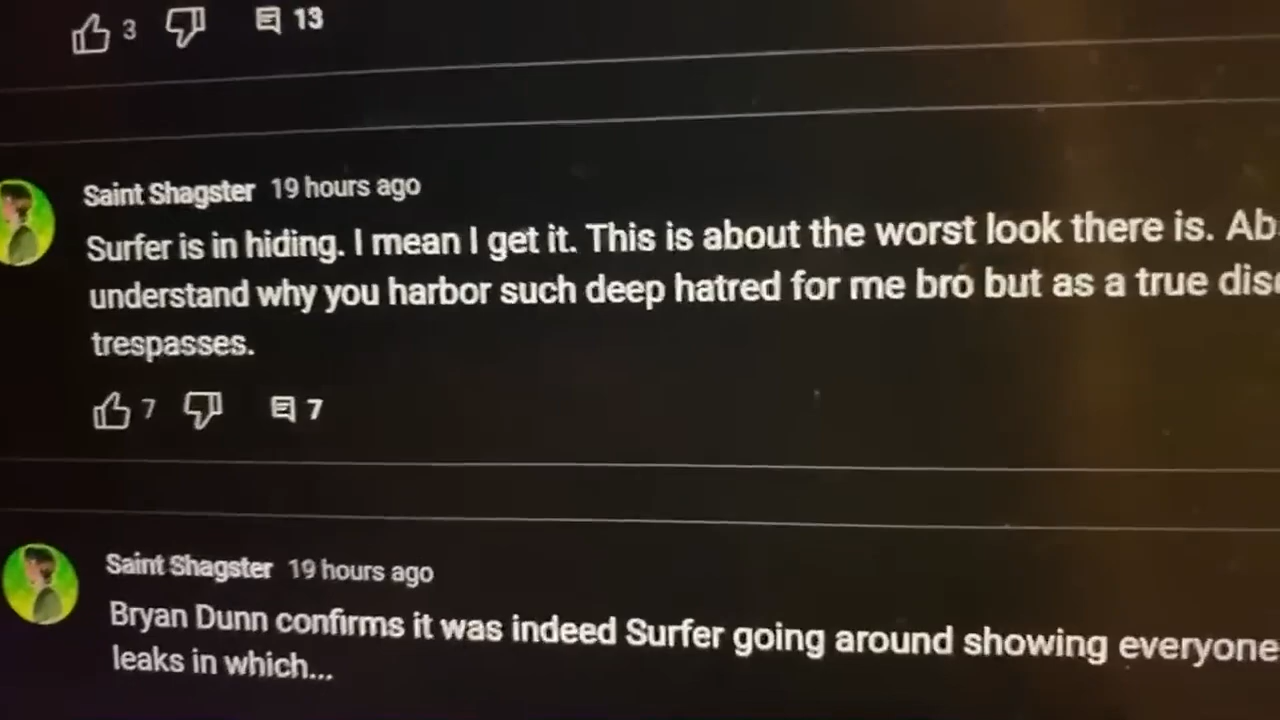 3 13
Saint Shagster 19 hours ago
Surfer is in hiding. I mean I get it. This is about the worst look there is.
understand why you harbor such deep hatred for me bro but as a true
trespasses.
7 7
Saint Shagster 19 hours ago
Bryan Dunn confirms it was indeed Surfer going around showing everyone
leaks in which...